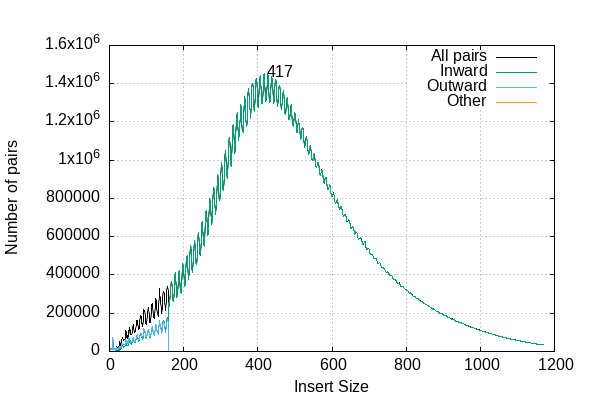 1.6x10^6
1.4x10^6
1.2x10^6
1x10^6
800000
600000
400000
200000
0
Number of pairs
417
All pairs
Inward
Outward
Other
0 200 400 600 800 1000 1200
Insert Size